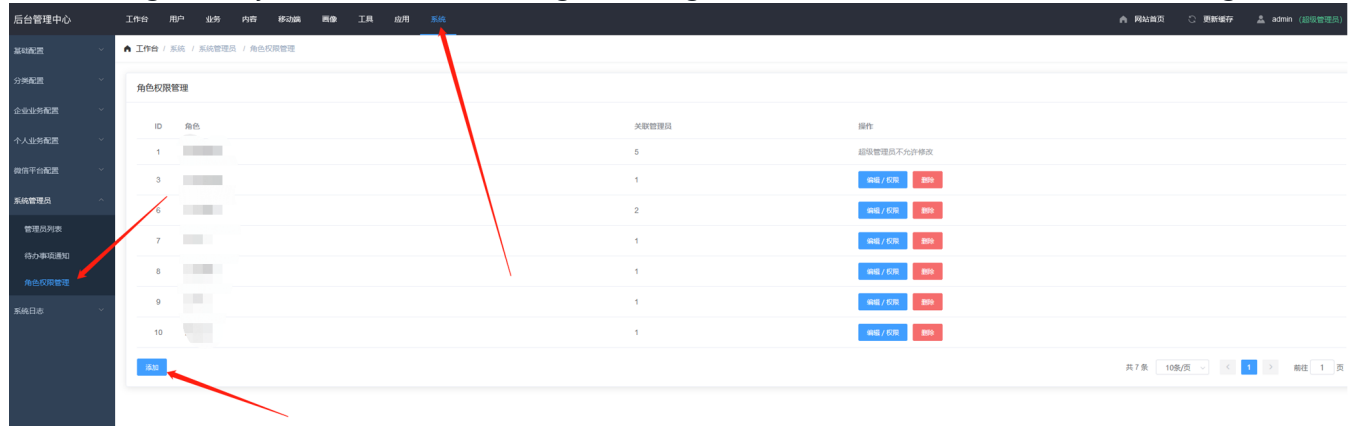 后台管理中心 工作台 用户 业务 内容 移动端 画像 工具 应用 系统 网站首页 更新缓存 admin (超级管理员)
基础配置
工作台 / 系统 / 系统管理员 / 角色权限管理
分类配置
角色权限管理
企业业务配置
ID 角色 关联管理员 操作
个人业务配置
1 5 超级管理员不允许修改
微信平台配置
3 1 编辑 / 权限 删除
系统管理员
6 2 编辑 / 权限 删除
管理员列表
7 1 编辑 / 权限 删除
待办事项通知
8 1 编辑 / 权限 删除
角色权限管理
9 1 编辑 / 权限 删除
系统日志
10 1 编辑 / 权限 删除
添加 共 7 条 10条/页 1 前往 1 页